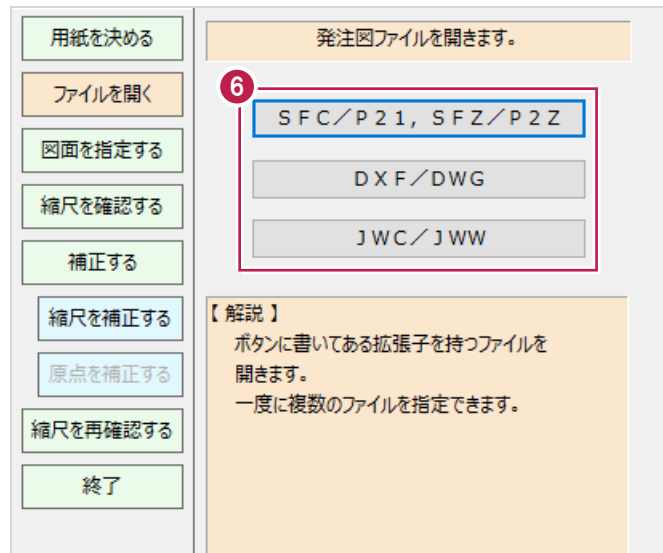 用紙を決める
ファイルを開く
図面を指定する
縮尺を確認する
補正する
縮尺を補正する
原点を補正する
縮尺を再確認する
終了
発注図ファイルを開きます。
6
ＳＦＣ／Ｐ２１，ＳＦＺ／Ｐ２Ｚ
ＤＸＦ／ＤＷＧ
ＪＷＣ／ＪＷＷ
【 解説 】
ボタンに書いてある拡張子を持つファイルを
開きます。
一度に複数のファイルを指定できます。